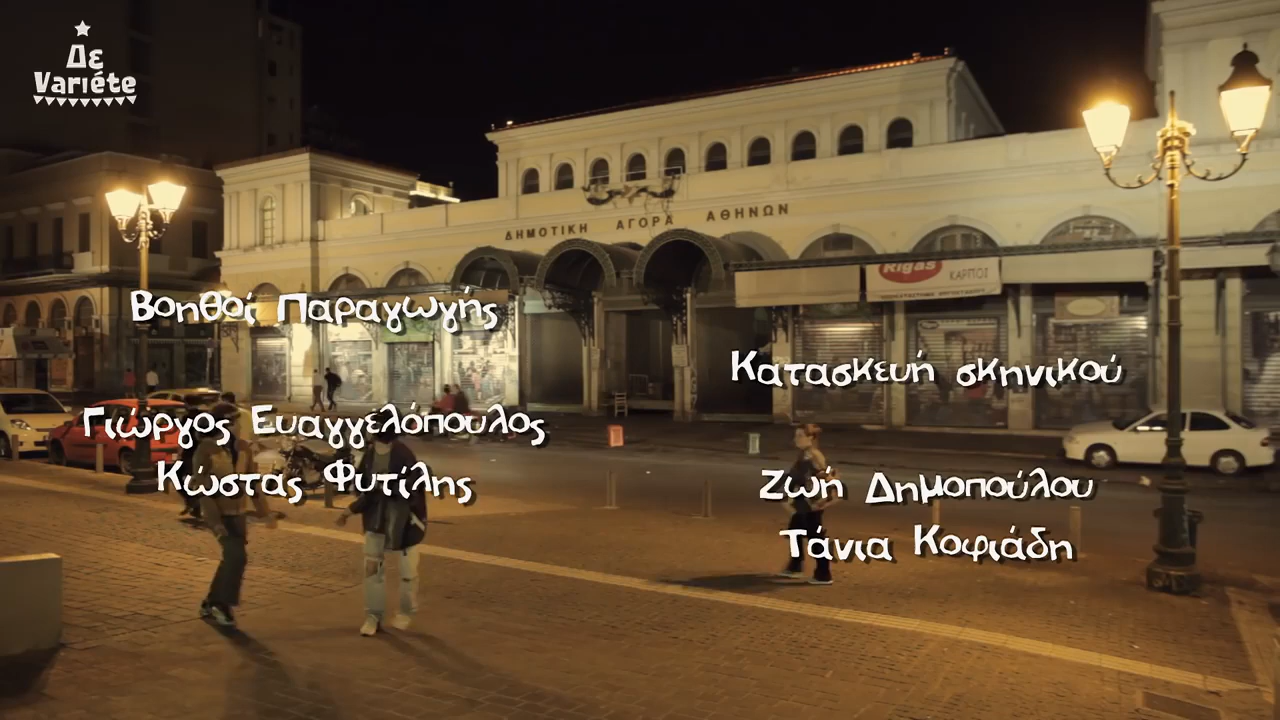 Δε
Variéte
ΔΗΜΟΤΙΚΗ ΑΓΟΡΑ ΑΘΗΝΩΝ
Rigas
ΚΑΡΠΟΙ
Βοηθοί Παραγωγής
Γιώργος Ευαγγελόπουλος
Κώστας Φυτίλης
Κατασκευή σκηνικού
Ζωή Δημοπούλου
Τάνια Κοφιάδη